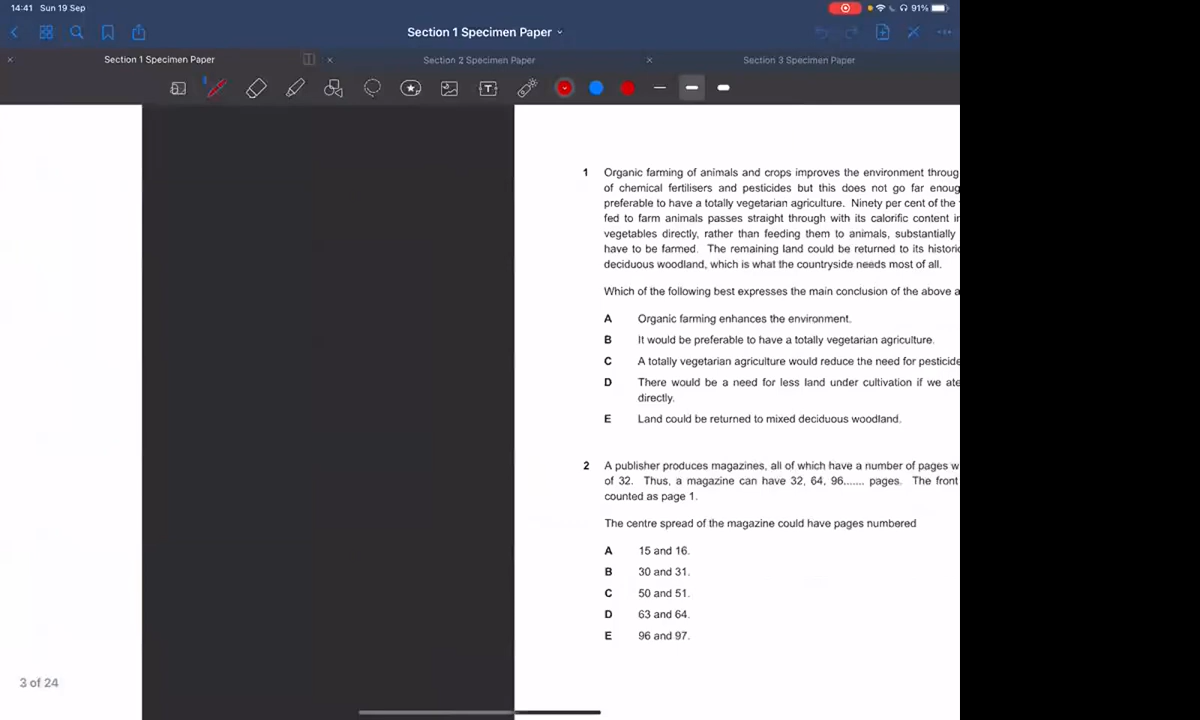 14:41 Sun 19 Sep
91%
Section 1 Specimen Paper
Section 1 Specimen Paper
Section 2 Specimen Paper
Section 3 Specimen Paper
T
1 Organic farming of animals and crops improves the environment throug
of chemical fertilisers and pesticides but this does not go far enoug
preferable to have a totally vegetarian agriculture. Ninety per cent of the
fed to farm animals passes straight through with its calorific content in
vegetables directly, rather than feeding them to animals, substantially
have to be farmed. The remaining land could be returned to its historic
deciduous woodland, which is what the countryside needs most of all.
Which of the following best expresses the main conclusion of the above a
A Organic farming enhances the environment.
B It would be preferable to have a totally vegetarian agriculture.
C A totally vegetarian agriculture would reduce the need for pesticide
D There would be a need for less land under cultivation if we ate
directly.
E Land could be returned to mixed deciduous woodland.
2 A publisher produces magazines, all of which have a number of pages w
of 32. Thus, a magazine can have 32, 64, 96....... pages. The front
counted as page 1.
The centre spread of the magazine could have pages numbered
A 15 and 16.
B 30 and 31.
C 50 and 51.
D 63 and 64.
E 96 and 97.
3 of 24